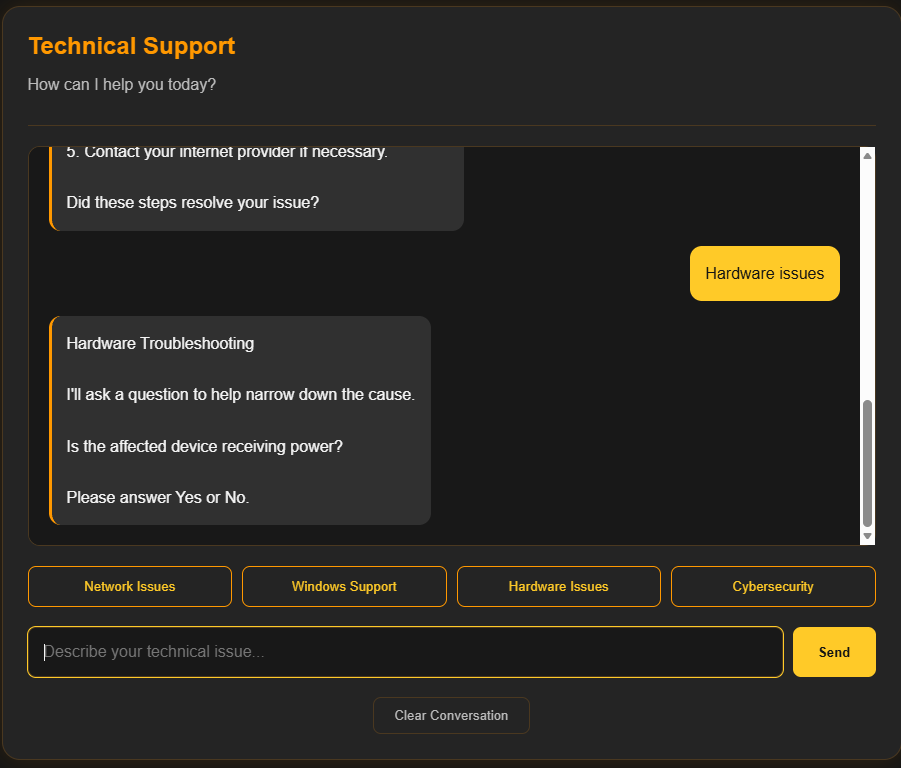 Technical Support
How can I help you today?
5. Contact your internet provider if necessary.
Did these steps resolve your issue?
Hardware issues
Hardware Troubleshooting
I'll ask a question to help narrow down the cause.
Is the affected device receiving power?
Please answer Yes or No.
Network Issues
Windows Support
Hardware Issues
Cybersecurity
Describe your technical issue...
Send
Clear Conversation